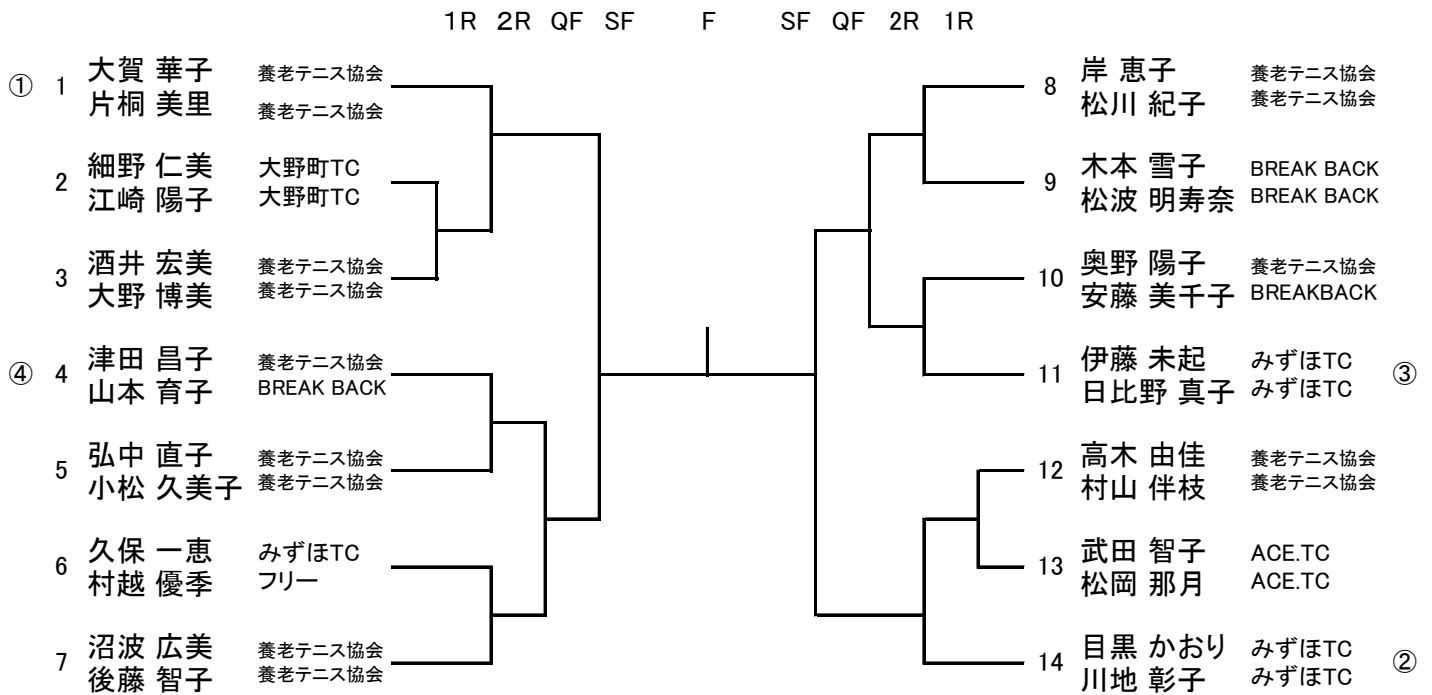 1R 2R QF SF F SF QF 2R 1R
① 1 大賀 華子 養老テニス協会
片桐 美里 養老テニス協会
2 細野 仁美 大野町TC
江崎 陽子 大野町TC
3 酒井 宏美 養老テニス協会
大野 博美 養老テニス協会
④ 4 津田 昌子 養老テニス協会
山本 育子 BREAK BACK
5 弘中 直子 養老テニス協会
小松 久美子 養老テニス協会
6 久保 一恵 みずほTC
村越 優季 フリー
7 沼波 広美 養老テニス協会
後藤 智子 養老テニス協会
8 岸 恵子 養老テニス協会
松川 紀子 養老テニス協会
9 木本 雪子 BREAK BACK
松波 明寿奈 BREAK BACK
10 奥野 陽子 養老テニス協会
安藤 美千子 BREAKBACK
11 伊藤 未起 みずほTC ③
日比野 真子 みずほTC
12 高木 由佳 養老テニス協会
村山 伴枝 養老テニス協会
13 武田 智子 ACE.TC
松岡 那月 ACE.TC
14 目黒 かおり みずほTC ②
川地 彰子 みずほTC